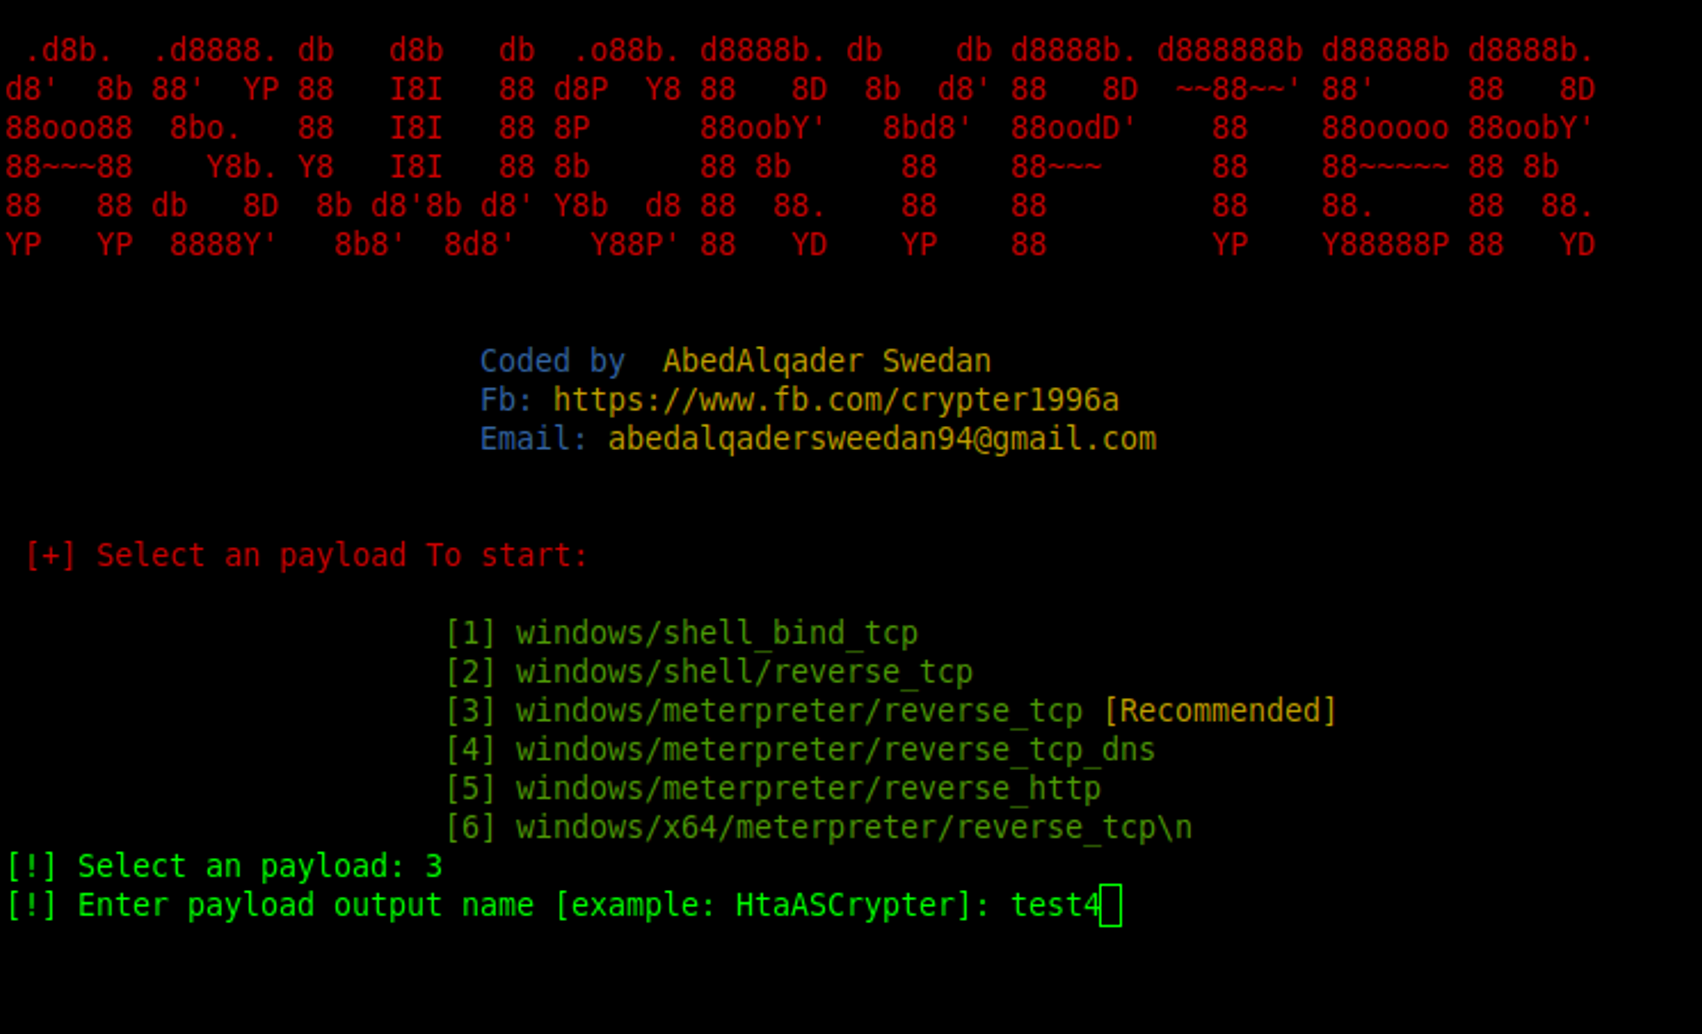 .d8b.  .d8888. db   d8b   db  .o88b. d8888b. db    db d8888b. d888888b d88888b d8888b.
d8'  8b 88'  YP 88   I8I   88 d8P  Y8 88   8D  8b  d8' 88   8D  ~~88~~' 88'     88   8D
88ooo88  8bo.   88   I8I   88 8P      88oobY'   8bd8'  88oodD'    88    88ooooo 88oobY'
88~~~88    Y8b. Y8   I8I   88 8b      88 8b      88    88~~~      88    88~~~~~ 88 8b
88   88 db   8D  8b d8'8b d8' Y8b  d8 88  88.    88    88         88    88.     88  88.
YP   YP  8888Y'   8b8'  8d8'    Y88P' 88   YD    YP    88         YP    Y88888P 88   YD
Coded by  AbedAlqader Swedan
Fb: https://www.fb.com/crypter1996a
Email: abedalqadersweedan94@gmail.com
[+] Select an payload To start:
[1] windows/shell_bind_tcp
[2] windows/shell/reverse_tcp
[3] windows/meterpreter/reverse_tcp [Recommended]
[4] windows/meterpreter/reverse_tcp_dns
[5] windows/meterpreter/reverse_http
[6] windows/x64/meterpreter/reverse_tcp\n
[!] Select an payload: 3
[!] Enter payload output name [example: HtaASCrypter]: test4